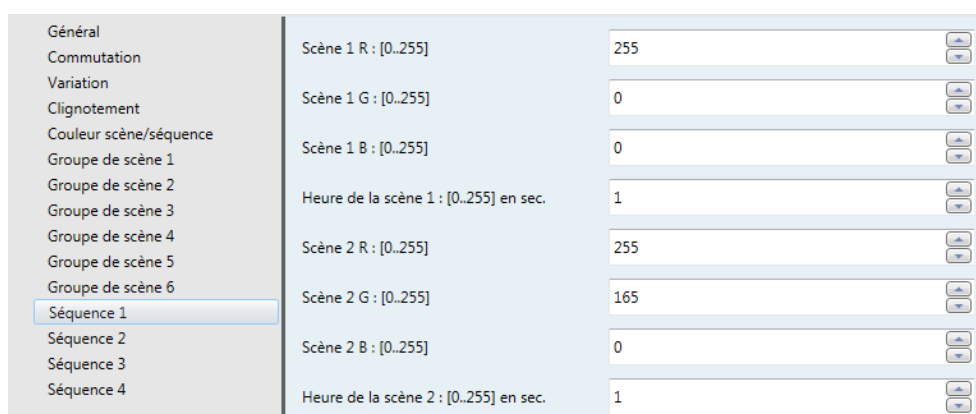 Général
Commutation
Variation
Clignotement
Couleur scène/séquence
Groupe de scène 1
Groupe de scène 2
Groupe de scène 3
Groupe de scène 4
Groupe de scène 5
Groupe de scène 6
Séquence 1
Séquence 2
Séquence 3
Séquence 4
Scène 1 R : [0..255] 255
Scène 1 G : [0..255] 0
Scène 1 B : [0..255] 0
Heure de la scène 1 : [0..255] en sec. 1
Scène 2 R : [0..255] 255
Scène 2 G : [0..255] 165
Scène 2 B : [0..255] 0
Heure de la scène 2 : [0..255] en sec. 1